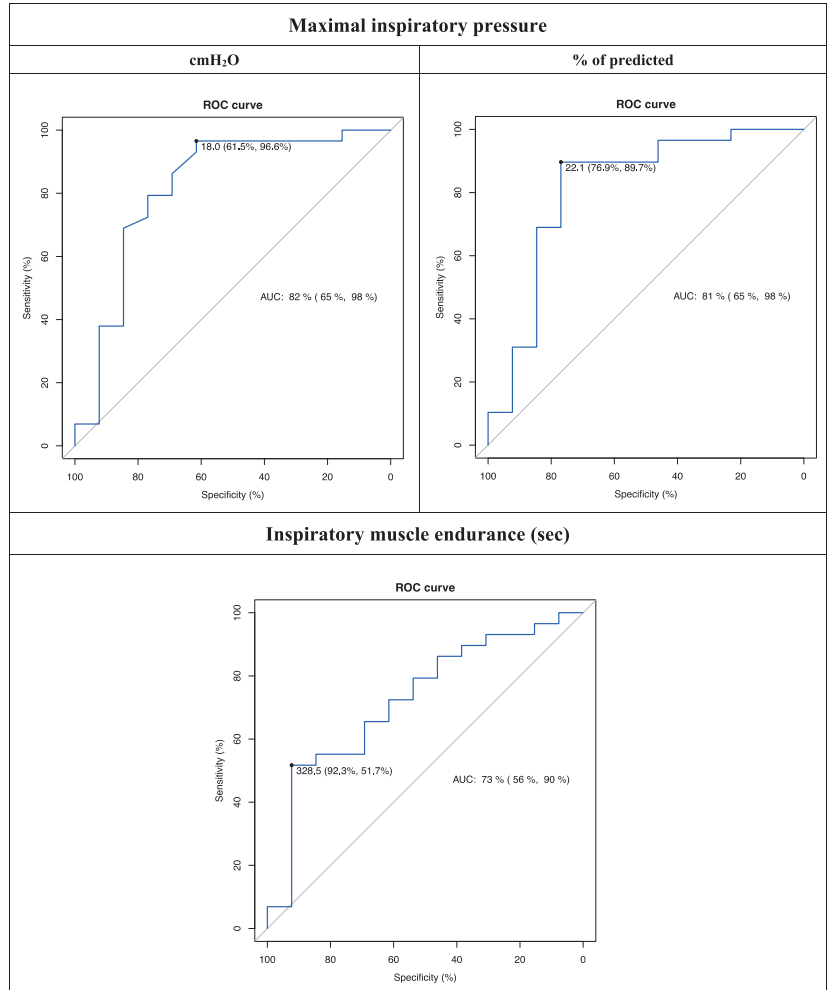 Maximal inspiratory pressure
cmH₂O
% of predicted
ROC curve
Sensitivity (%)
100
80
60
40
20
0
18.0 (61.5%, 96.6%)
AUC: 82 % ( 65 %, 98 %)
100 80 60 40 20 0
Specificity (%)
ROC curve
Sensitivity (%)
100
80
60
40
20
0
22.1 (76.9%, 89.7%)
AUC: 81 % ( 65 %, 98 %)
100 80 60 40 20 0
Specificity (%)
Inspiratory muscle endurance (sec)
ROC curve
Sensitivity (%)
100
80
60
40
20
0
328.5 (92.3%, 51.7%)
AUC: 73 % ( 56 %, 90 %)
100 80 60 40 20 0
Specificity (%)